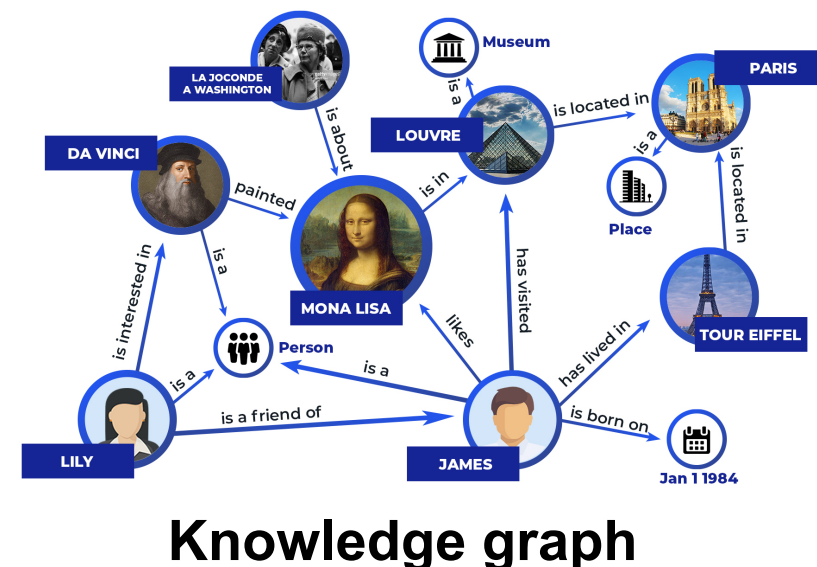 Museum
PARIS
LA JOCONDE
A WASHINGTON
is a
is located in
LOUVRE
is about
DA VINCI
is a
is located in
painted
is in
Place
is a
MONA LISA
has visited
likes
TOUR EIFFEL
is interested in
Person
has lived in
is a
is a
is a friend of
is born on
LILY
JAMES
Jan 1 1984
Knowledge graph